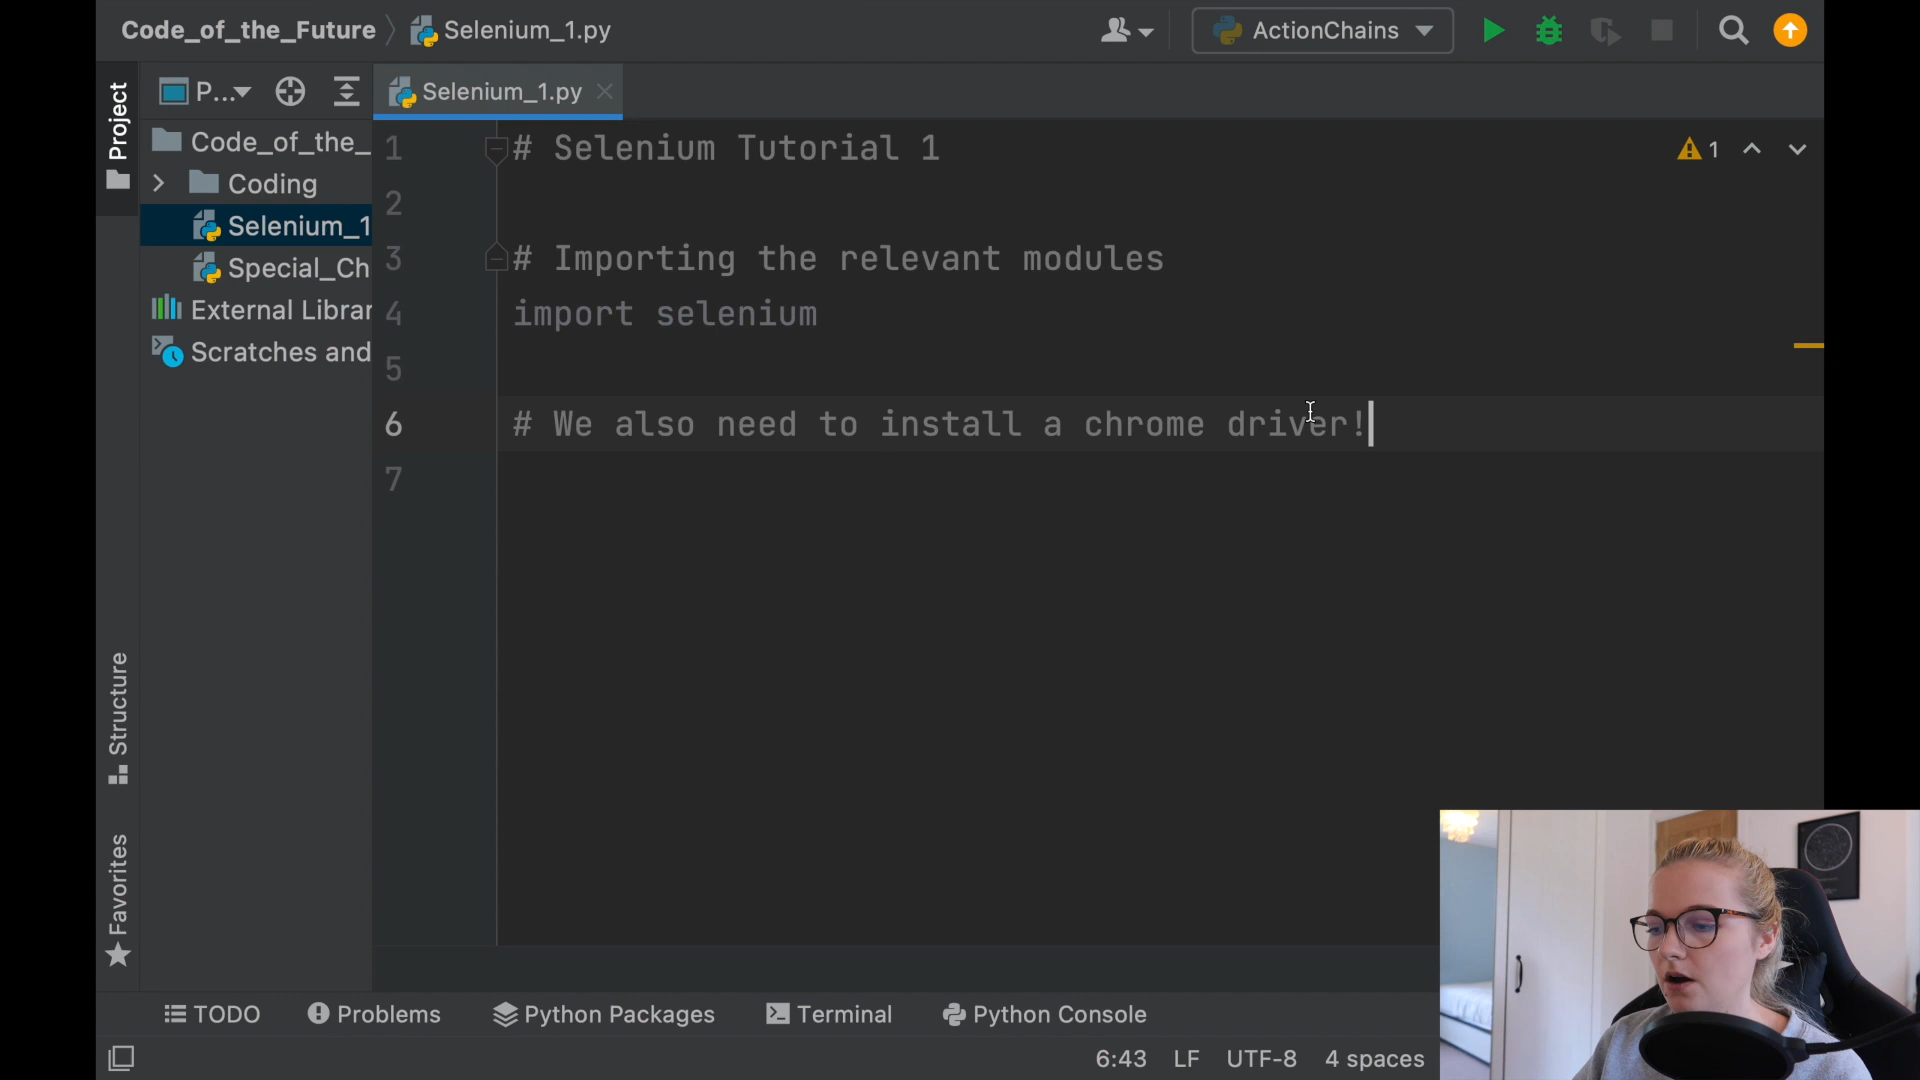 Code_of_the_Future
Selenium_1.py
ActionChains
Project
P...
Selenium_1.py
Code_of_the_
Coding
Selenium_1
Special_Ch
External Librar
Scratches and
1 # Selenium Tutorial 1
2
3 # Importing the relevant modules
4 import selenium
5
6 # We also need to install a chrome driver!
7
1
Structure
Favorites
TODO
Problems
Python Packages
Terminal
Python Console
6:43
LF
UTF-8
4 spaces